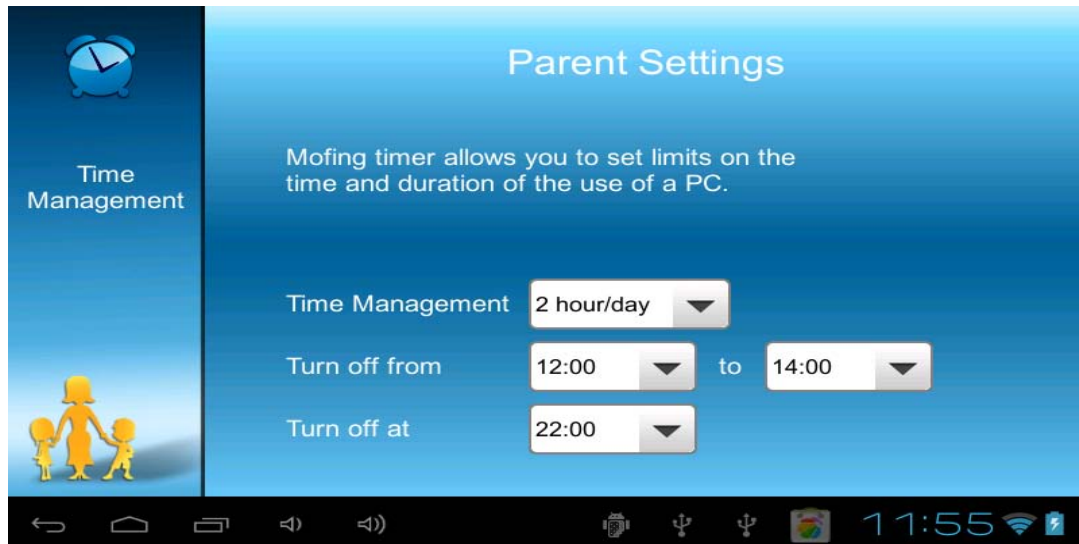 Parent Settings
Time
Management
Mofing timer allows you to set limits on the
time and duration of the use of a PC.
Time Management 2 hour/day
Turn off from 12:00 to 14:00
Turn off at 22:00
11:55